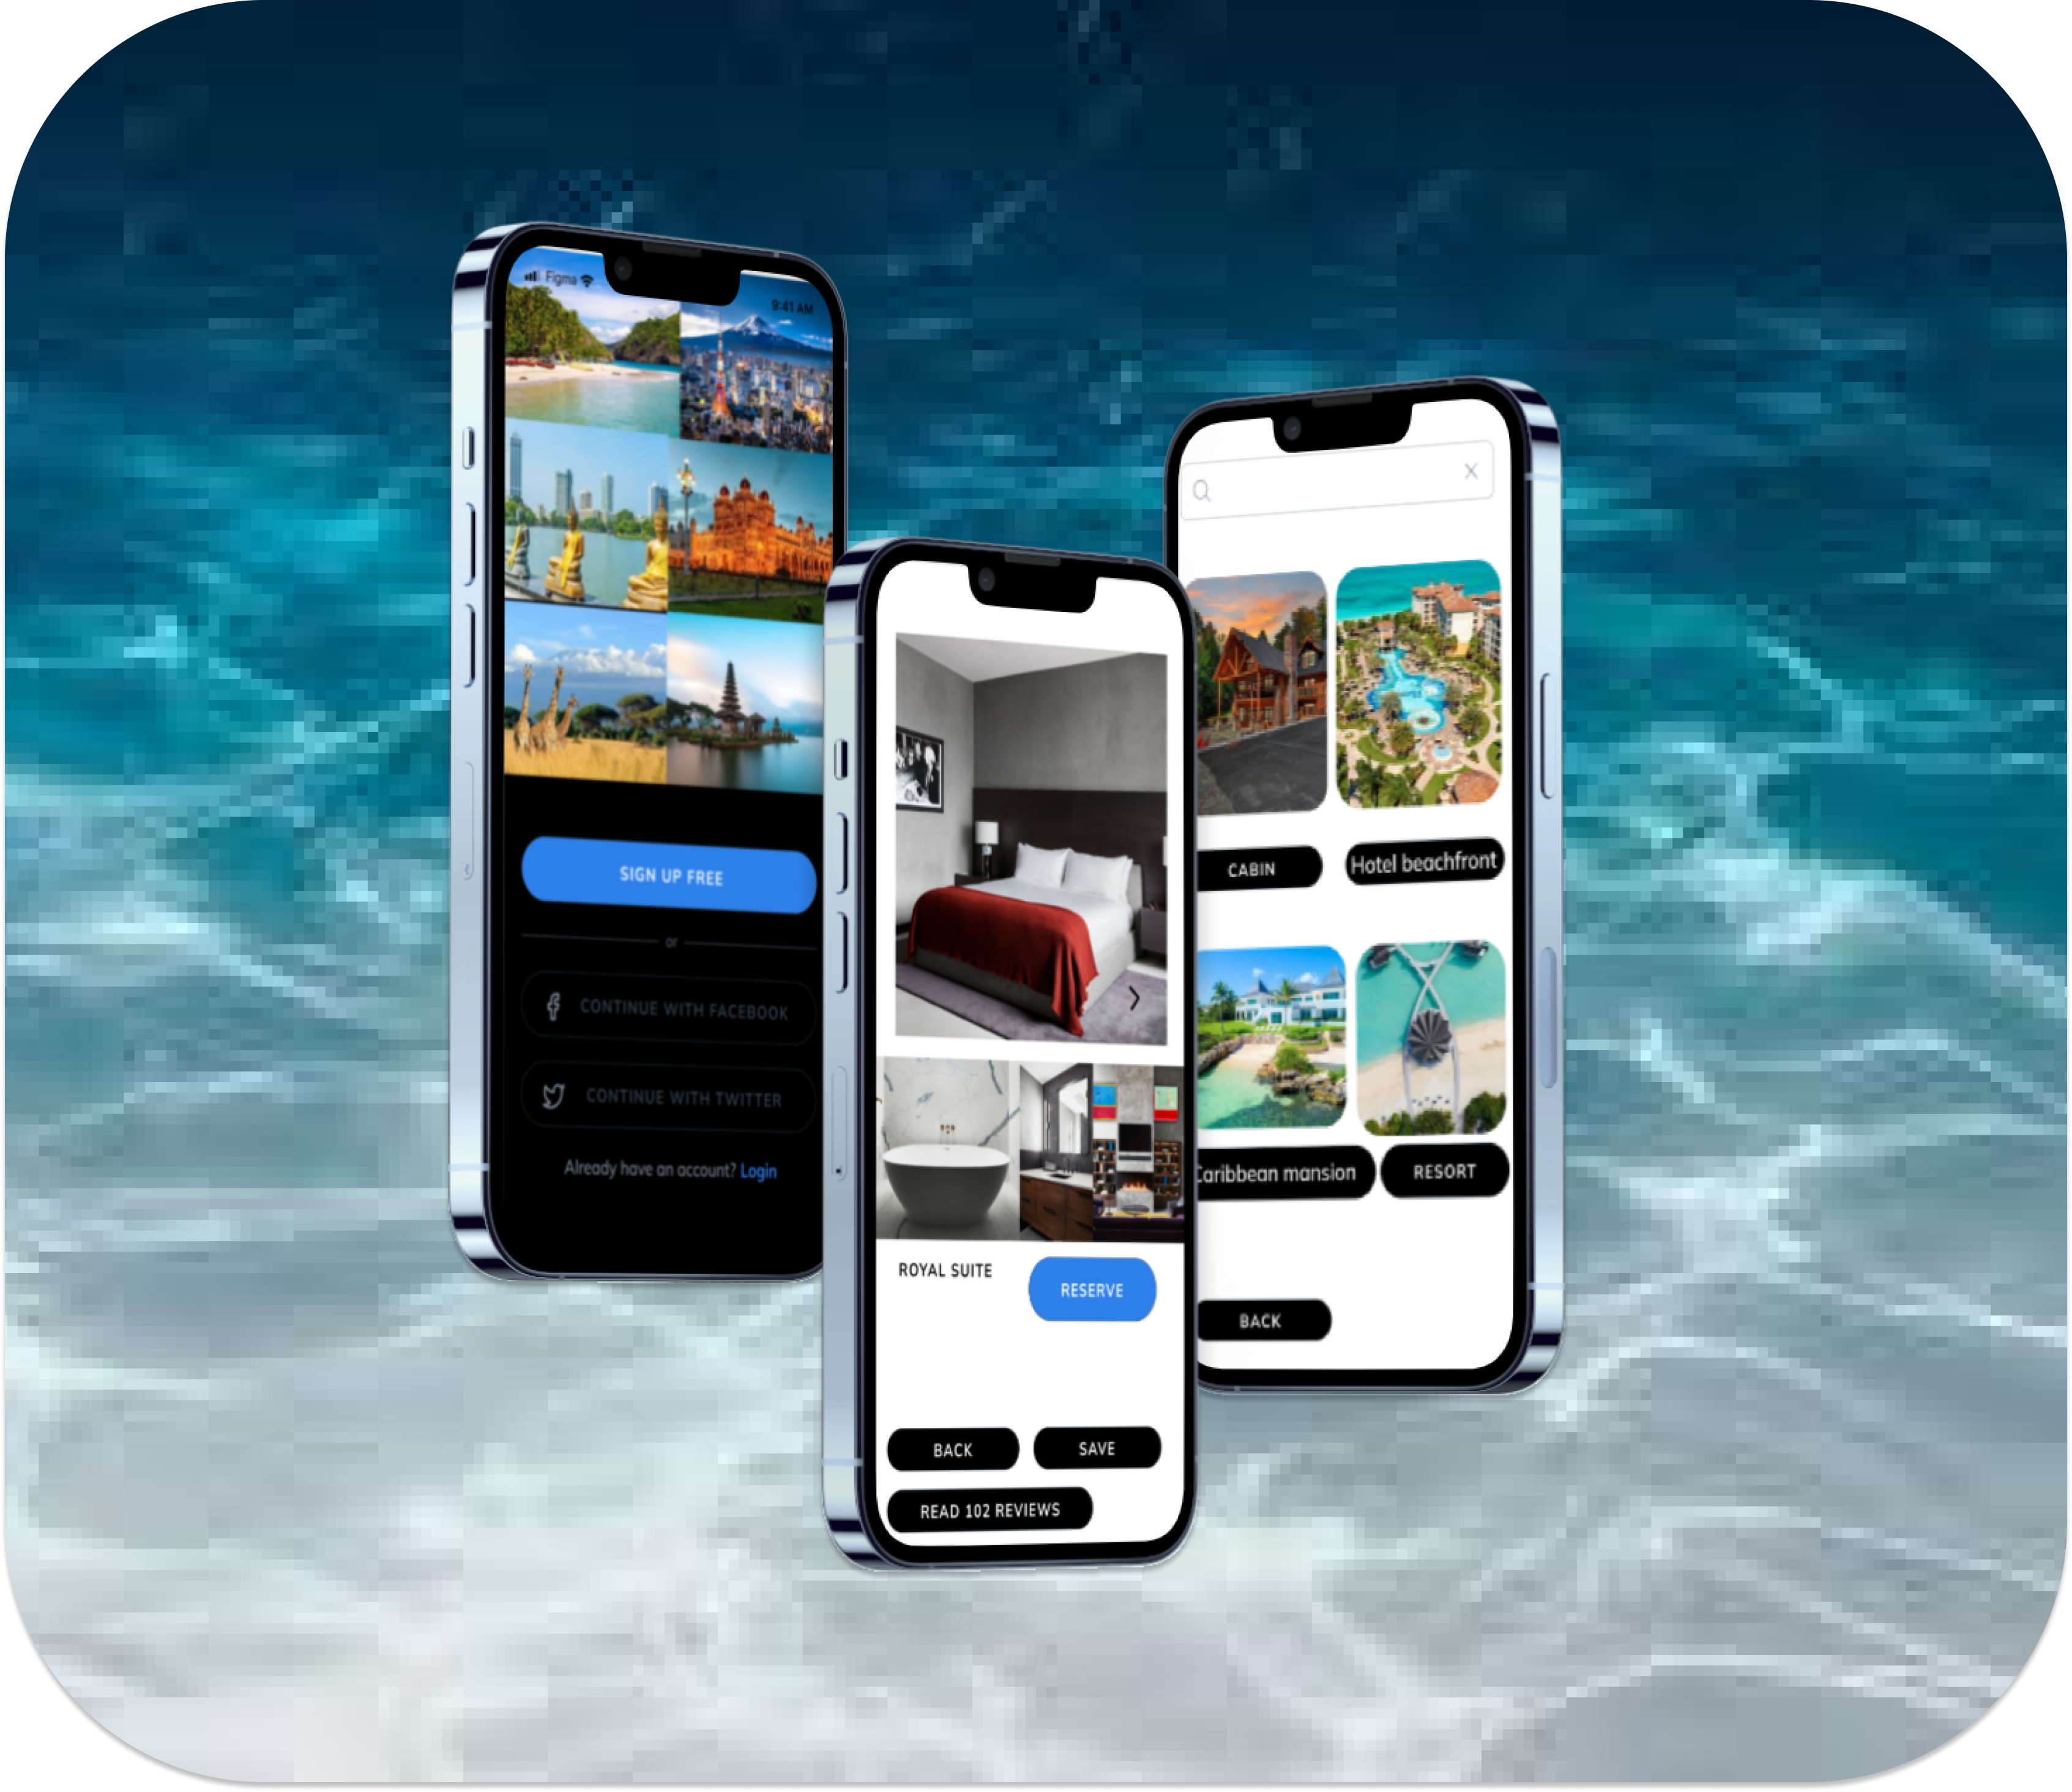 Figma
9:41 AM
SIGN UP FREE
or
CONTINUE WITH FACEBOOK
CONTINUE WITH TWITTER
Already have an account? Login
ROYAL SUITE
RESERVE
BACK
SAVE
READ 102 REVIEWS
X
CABIN
Hotel beachfront
Caribbean mansion
RESORT
BACK